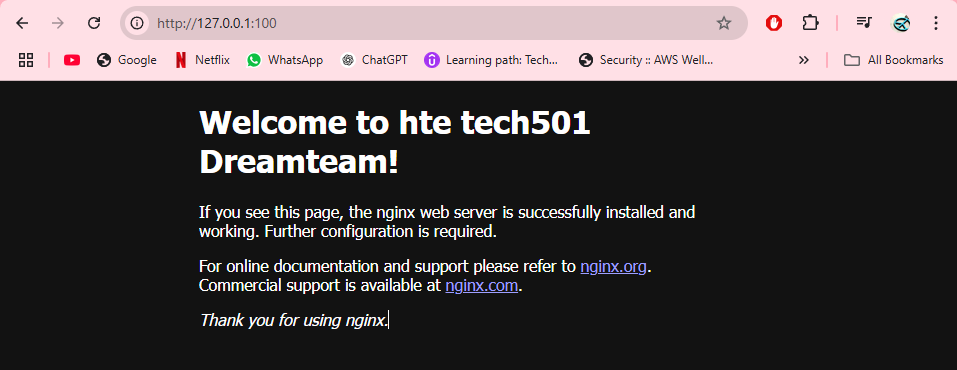 http://127.0.0.1:100
Google Netflix WhatsApp ChatGPT Learning path: Tech... Security :: AWS Well... » All Bookmarks
Welcome to hte tech501
Dreamteam!
If you see this page, the nginx web server is successfully installed and
working. Further configuration is required.
For online documentation and support please refer to nginx.org.
Commercial support is available at nginx.com.
Thank you for using nginx.